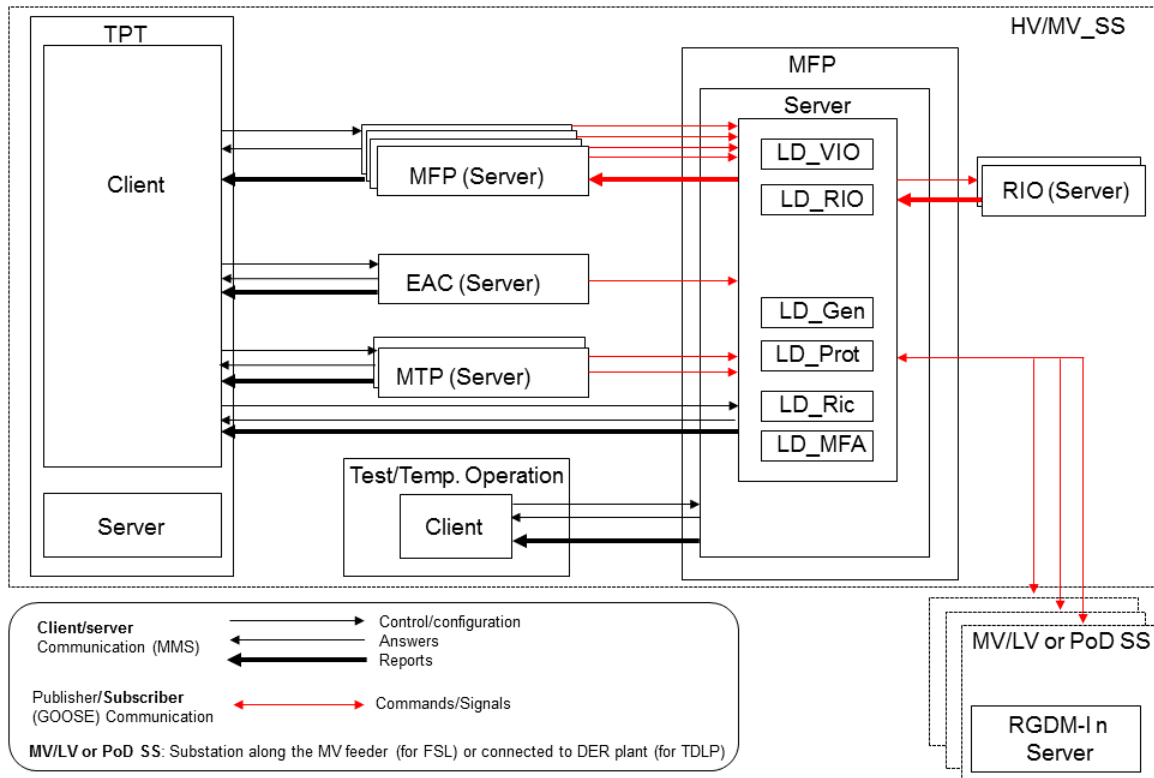 HV/MV_SS
TPT
Client
Server
MFP (Server)
EAC (Server)
MTP (Server)
Test/Temp. Operation
Client
MFP
Server
LD_VIO
LD_RIO
LD_Gen
LD_Prot
LD_Ric
LD_MFA
RIO (Server)
MV/LV or PoD SS
RGDM-In
Server
Client/server
Communication (MMS)
Control/configuration
Answers
Reports
Publisher/Subscriber
(GOOSE) Communication
Commands/Signals
MV/LV or PoD SS: Substation along the MV feeder (for FSL) or connected to DER plant (for TDLP)